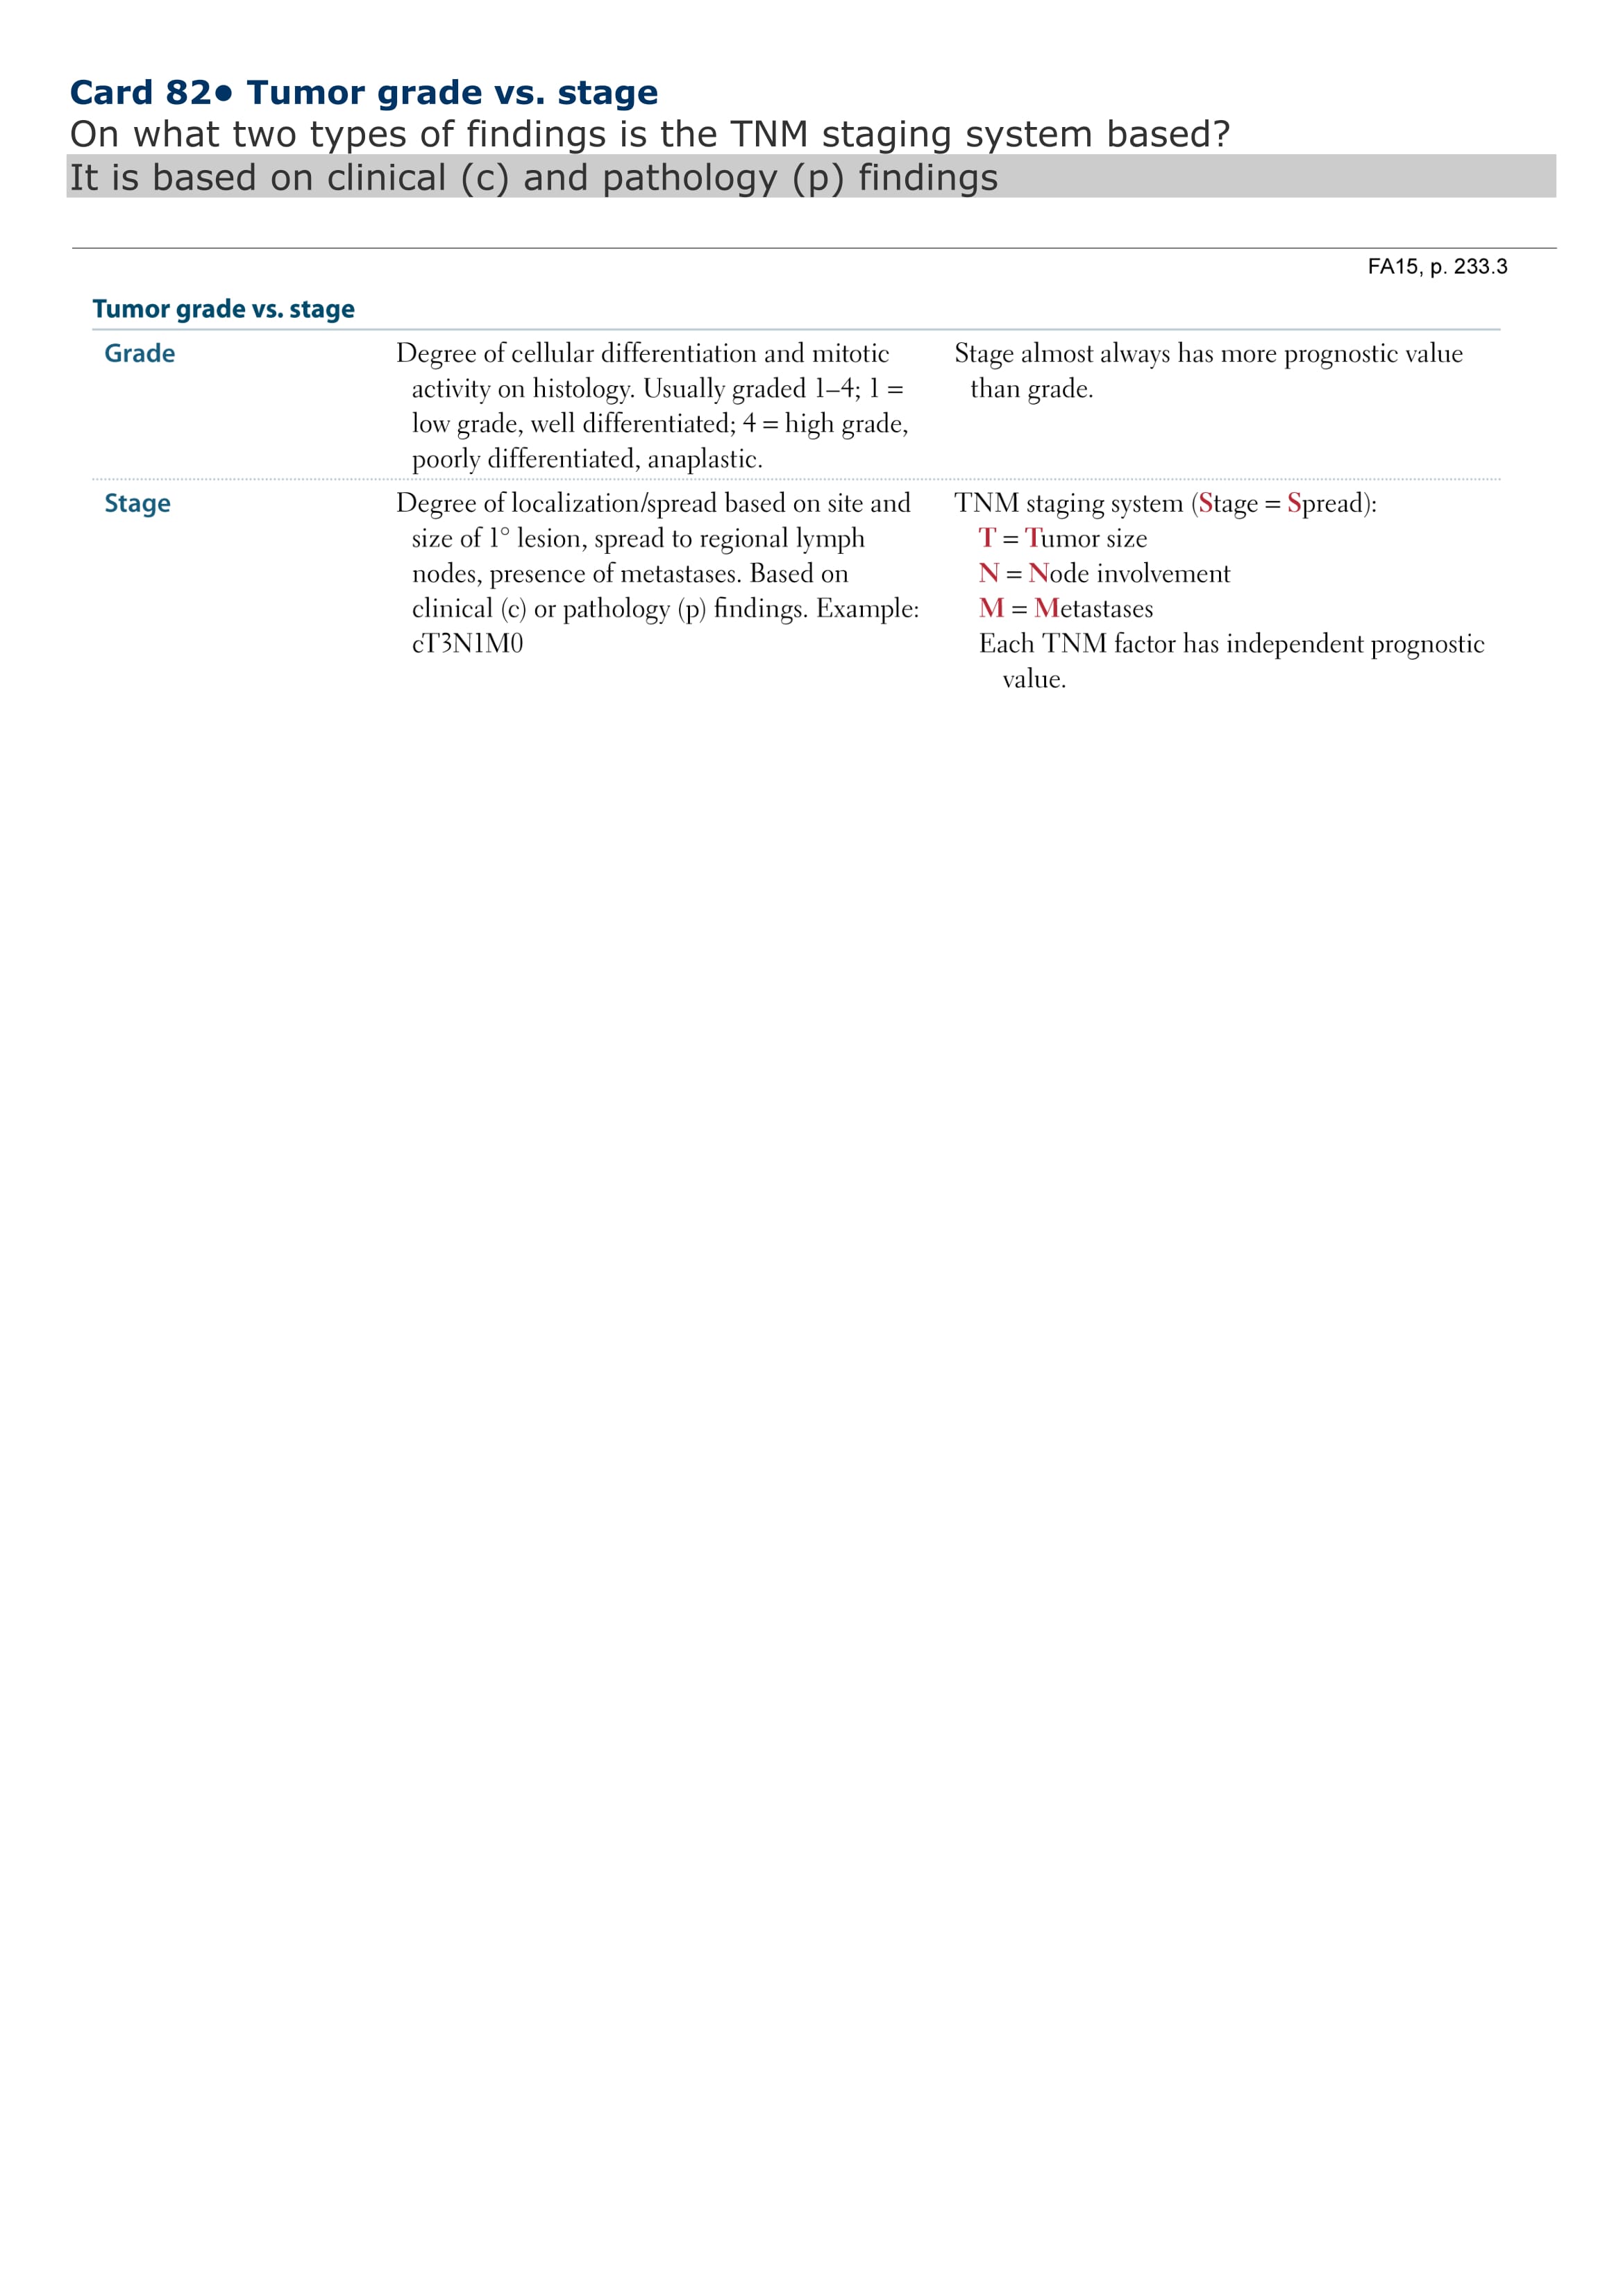 Card 82● Tumor grade vs. stage
On what two types of findings is the TNM staging system based?
It is based on clinical (c) and pathology (p) findings
FA15, p. 233.3
Tumor grade vs. stage
Grade
Degree of cellular differentiation and mitotic
activity on histology. Usually graded 1–4; 1 =
low grade, well differentiated; 4 = high grade,
poorly differentiated, anaplastic.
Stage almost always has more prognostic value
than grade.
Stage
Degree of localization/spread based on site and
size of 1° lesion, spread to regional lymph
nodes, presence of metastases. Based on
clinical (c) or pathology (p) findings. Example:
cT3N1M0
TNM staging system (Stage = Spread):
T = Tumor size
N = Node involvement
M = Metastases
Each TNM factor has independent prognostic
value.